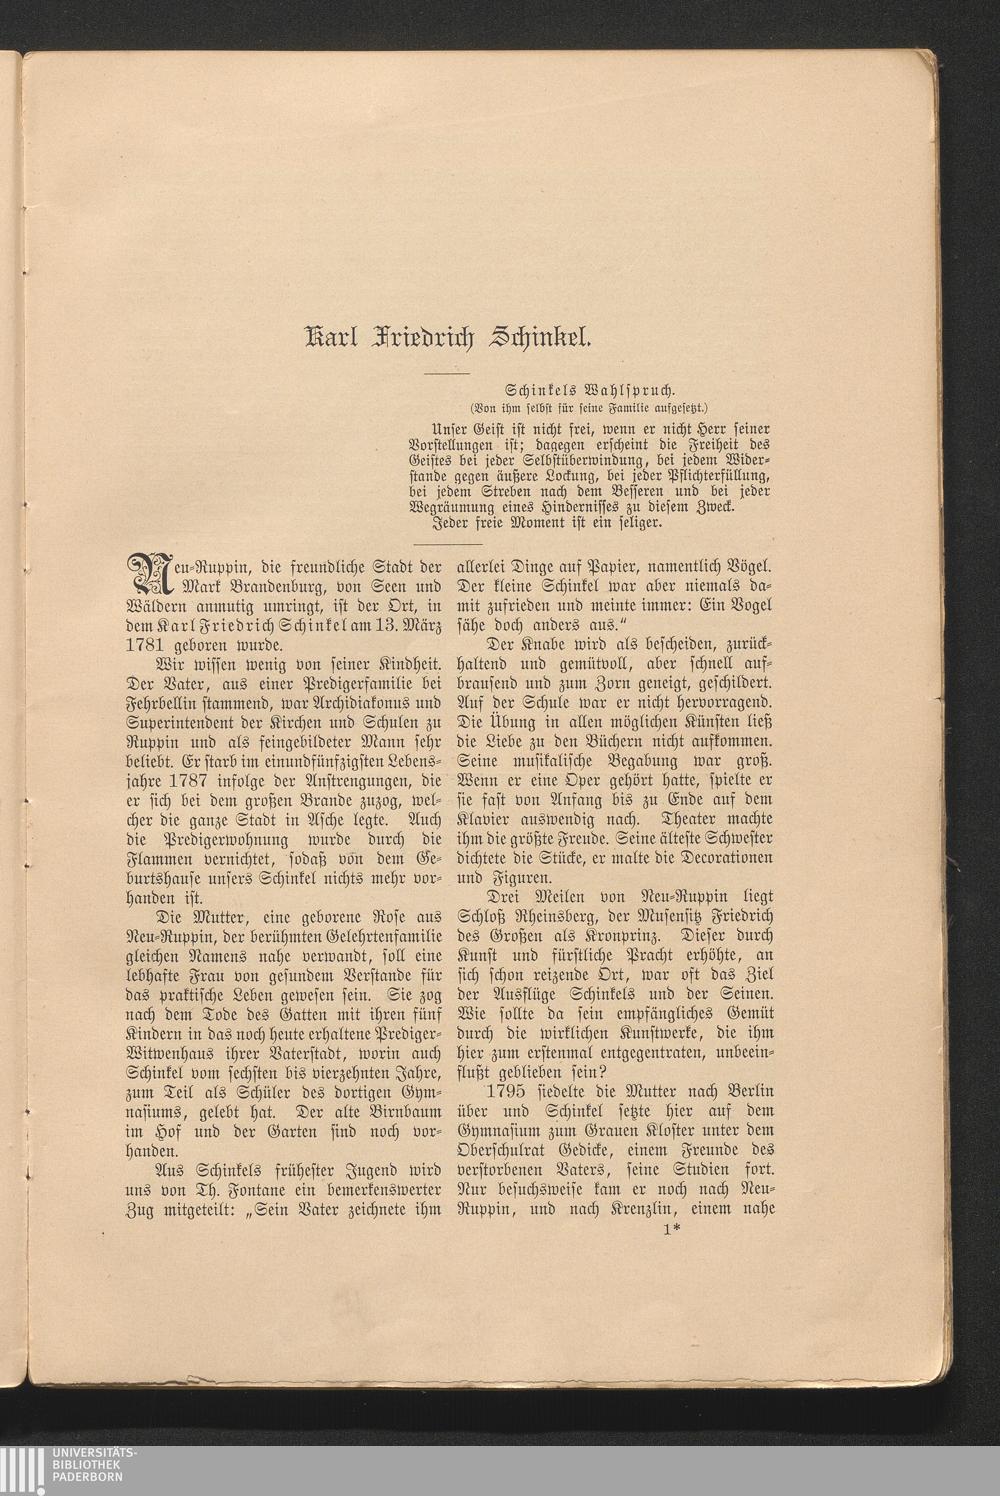 Karl Friedrich Schinkel.
Schinkels Wahlspruch.
(Von ihm selbst für seine Familie aufgesetzt.)
Unser Geist ist nicht frei, wenn er nicht Herr seiner
Vorstellungen ist; dagegen erscheint die Freiheit des
Geistes bei jeder Selbstüberwindung, bei jedem Wider-
stande gegen äußere Lockung, bei jeder Pflichterfüllung,
bei jedem Streben nach dem Besseren und bei jeder
Wegräumung eines Hindernisses zu diesem Zweck.
Jeder freie Moment ist ein seliger.
Neu-Ruppin, die freundliche Stadt der
Mark Brandenburg, von Seen und
Wäldern anmutig umringt, ist der Ort, in
dem Karl Friedrich Schinkel am 13. März
1781 geboren wurde.
Wir wissen wenig von seiner Kindheit.
Der Vater, aus einer Predigerfamilie bei
Fehrbellin stammend, war Archidiakonus und
Superintendent der Kirchen und Schulen zu
Ruppin und als feingebildeter Mann sehr
beliebt. Er starb im einundfünfzigsten Lebens-
jahre 1787 infolge der Anstrengungen, die
er sich bei dem großen Brande zuzog, wel-
cher die ganze Stadt in Asche legte. Auch
die Predigerwohnung wurde durch die
Flammen vernichtet, sodaß von dem Ge-
burtshause unsers Schinkel nichts mehr vor-
handen ist.
Die Mutter, eine geborene Rose aus
Neu-Ruppin, der berühmten Gelehrtenfamilie
gleichen Namens nahe verwandt, soll eine
lebhafte Frau von gesundem Verstande für
das praktische Leben gewesen sein. Sie zog
nach dem Tode des Gatten mit ihren fünf
Kindern in das noch heute erhaltene Prediger-
Witwenhaus ihrer Vaterstadt, worin auch
Schinkel vom sechsten bis vierzehnten Jahre,
zum Teil als Schüler des dortigen Gym-
nasiums, gelebt hat. Der alte Birnbaum
im Hof und der Garten sind noch vor-
handen.
Aus Schinkels frühester Jugend wird
uns von Th. Fontane ein bemerkenswerter
Zug mitgeteilt: „Sein Vater zeichnete ihm
allerlei Dinge auf Papier, namentlich Vögel.
Der kleine Schinkel war aber niemals da-
mit zufrieden und meinte immer: Ein Vogel
sähe doch anders aus.“
Der Knabe wird als bescheiden, zurück-
haltend und gemütvoll, aber schnell auf-
brausend und zum Zorn geneigt, geschildert.
Auf der Schule war er nicht hervorragend.
Die Übung in allen möglichen Künsten ließ
die Liebe zu den Büchern nicht aufkommen.
Seine musikalische Begabung war groß.
Wenn er eine Oper gehört hatte, spielte er
sie fast von Anfang bis zu Ende auf dem
Klavier auswendig nach. Theater machte
ihm die größte Freude. Seine älteste Schwester
dichtete die Stücke, er malte die Decorationen
und Figuren.
Drei Meilen von Neu-Ruppin liegt
Schloß Rheinsberg, der Musensitz Friedrich
des Großen als Kronprinz. Dieser durch
Kunst und fürstliche Pracht erhöhte, an
sich schon reizende Ort, war oft das Ziel
der Ausflüge Schinkels und der Seinen.
Wie sollte da sein empfängliches Gemüt
durch die wirklichen Kunstwerke, die ihm
hier zum erstenmal entgegentraten, unbeein-
flußt geblieben sein?
1795 siedelte die Mutter nach Berlin
über und Schinkel setzte hier auf dem
Gymnasium zum Grauen Kloster unter dem
Oberschulrat Gedicke, einem Freunde des
verstorbenen Vaters, seine Studien fort.
Nur besuchsweise kam er noch nach Neu-
Ruppin, und nach Krenzlin, einem nahe
1*
UNIVERSITÄTS-
BIBLIOTHEK
PADERBORN